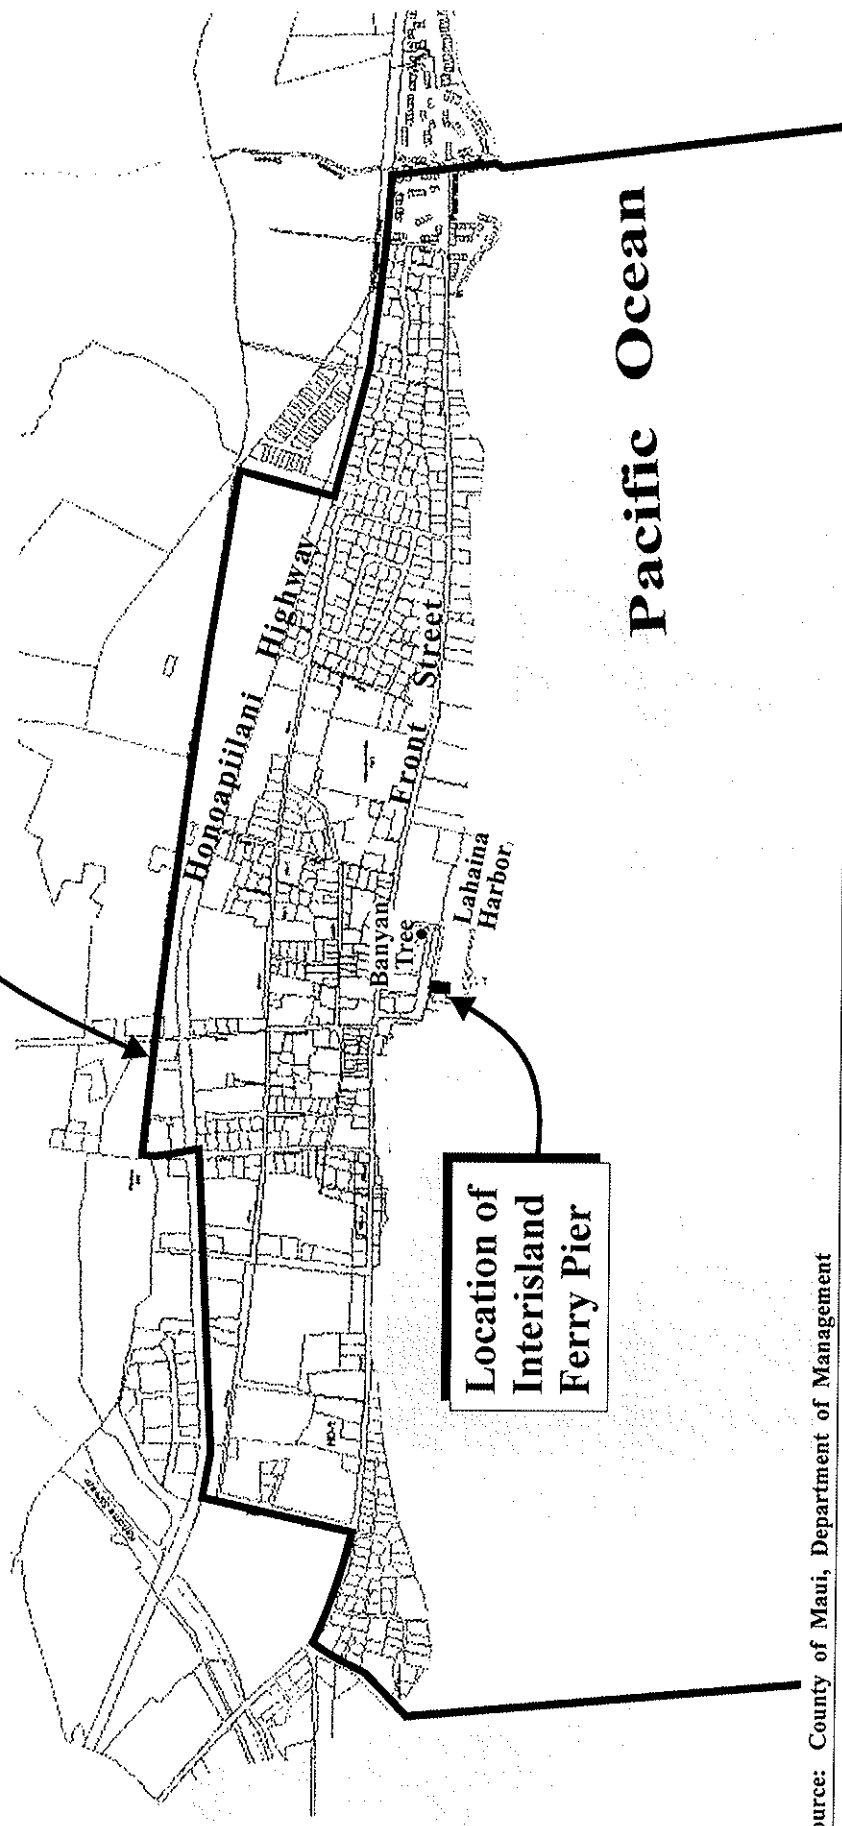 Honoapiilani Highway
Front Street
Banyan
Tree
Lahaina
Harbor
Pacific Ocean
Location of
Interisland
Ferry Pier
ource: County of Maui, Department of Management